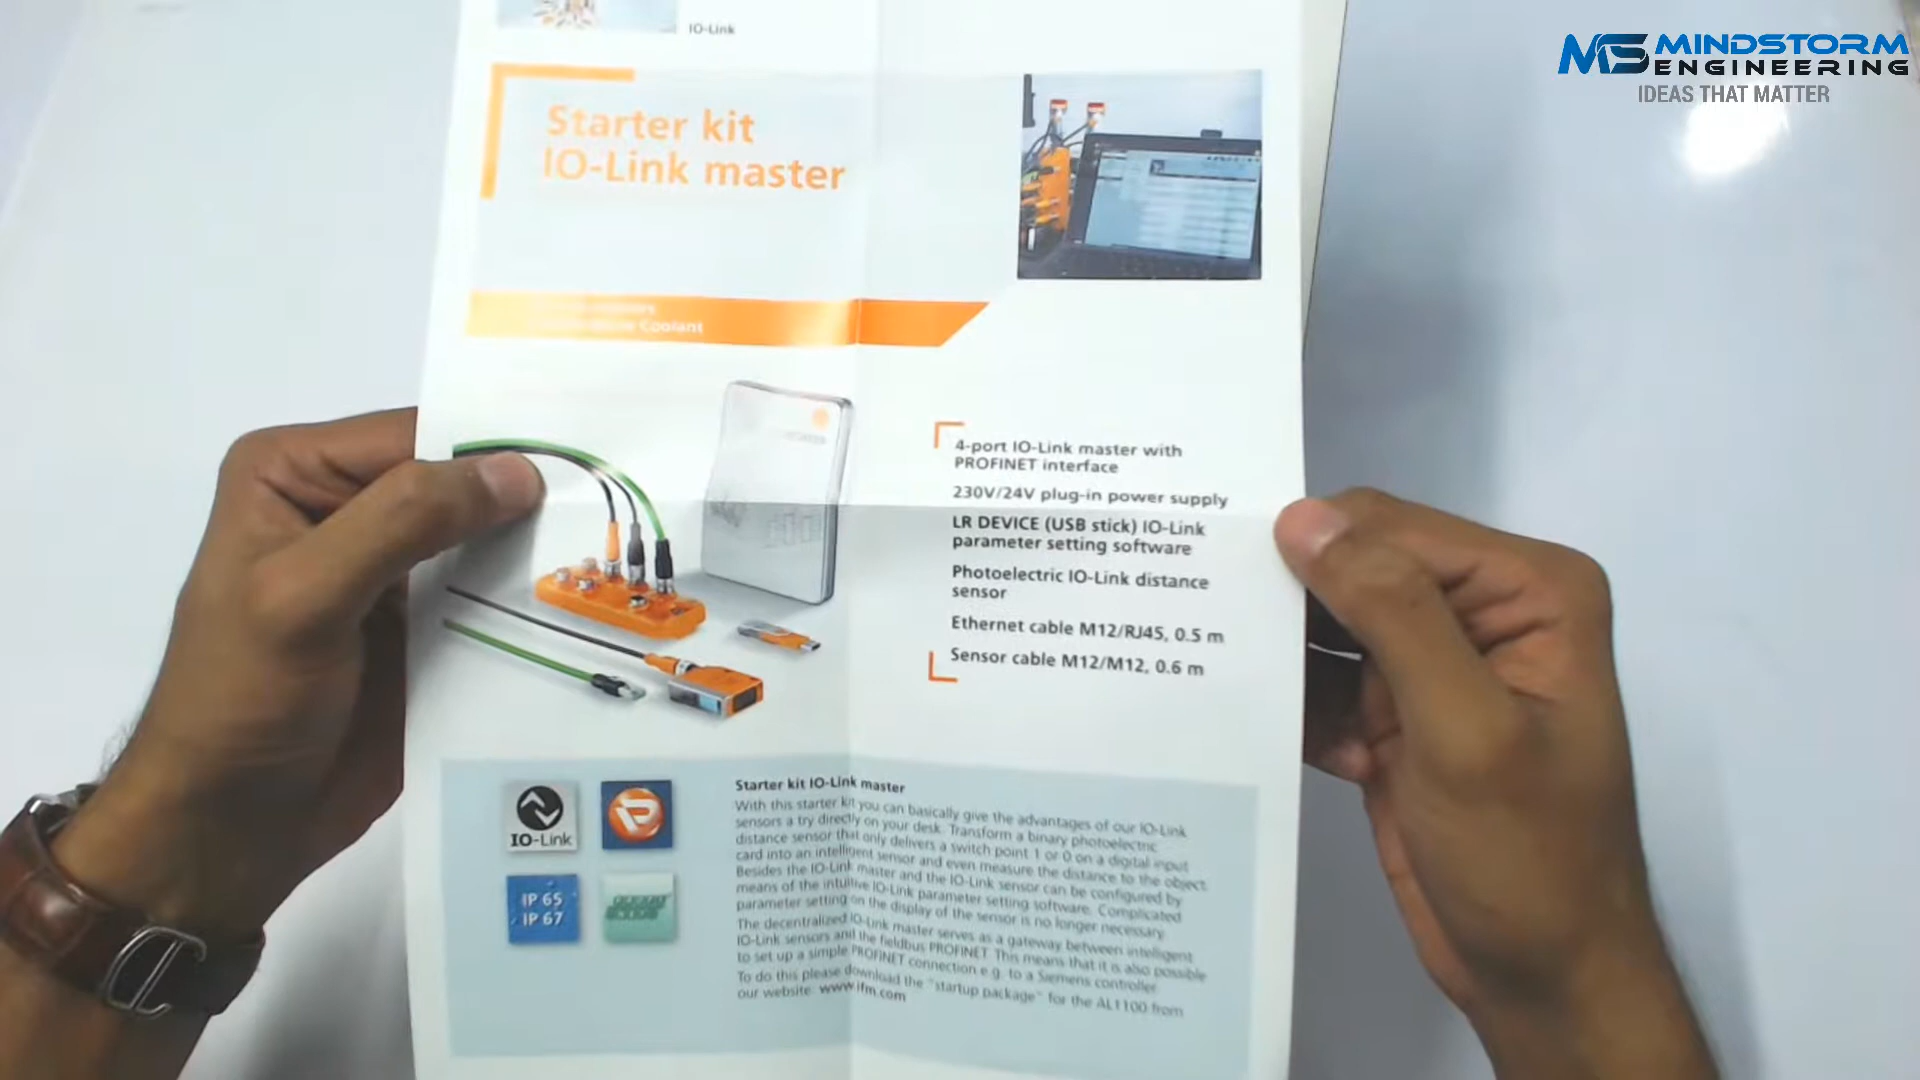 MS MINDSTORM
ENGINEERING
IDEAS THAT MATTER
IO-Link
Starter kit
IO-Link master
Coolant
4-port IO-Link master with
PROFINET interface
230V/24V plug-in power supply
LR DEVICE (USB stick) IO-Link
parameter setting software
Photoelectric IO-Link distance
sensor
Ethernet cable M12/RJ45, 0.5 m
Sensor cable M12/M12, 0.6 m
IO-Link
IP 65
IP 67
Starter kit IO-Link master
With this starter kit you can basically give the advantages of our IO-Link
sensors a try directly on your desk. Transform a binary photoelectric
distance sensor that only delivers a switch point 1 or 0 on a digital input
card into an intelligent sensor and even measure the distance to the object.
Besides the IO-Link master and the IO-Link sensor can be configured by
means of the intuitive IO-Link parameter setting software. Complicated
parameter setting on the display of the sensor is no longer necessary.
The decentralized IO-Link master serves as a gateway between intelligent
IO-Link sensors and the fieldbus PROFINET. This means that it is also possible
to set up a simple PROFINET connection e.g. to a Siemens controller.
To do this please download the "startup package" for the AL1100 from
our website: www.ifm.com